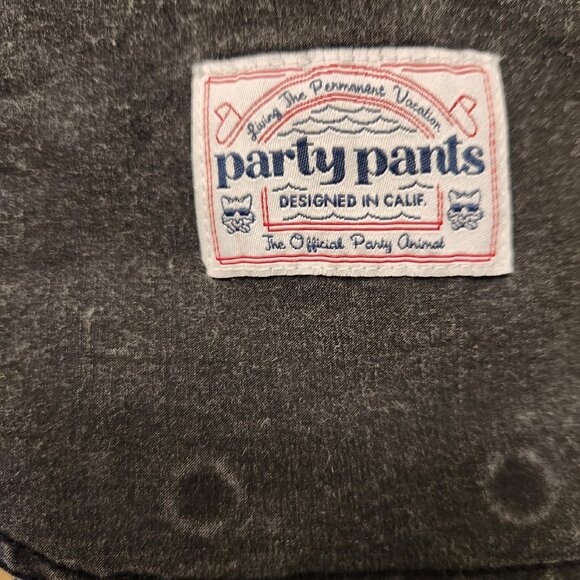 Living The Permanent Vacation
party pants
DESIGNED IN CALIF.
The Official Party Animal